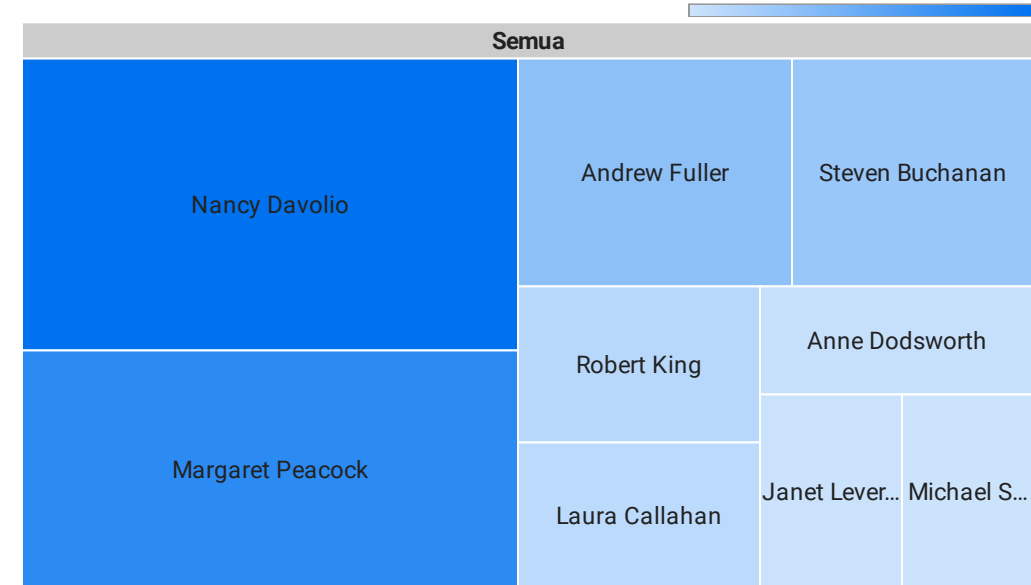 Semua
Nancy Davolio
Andrew Fuller
Steven Buchanan
Margaret Peacock
Robert King
Anne Dodsworth
Laura Callahan
Janet Lever...
Michael S...